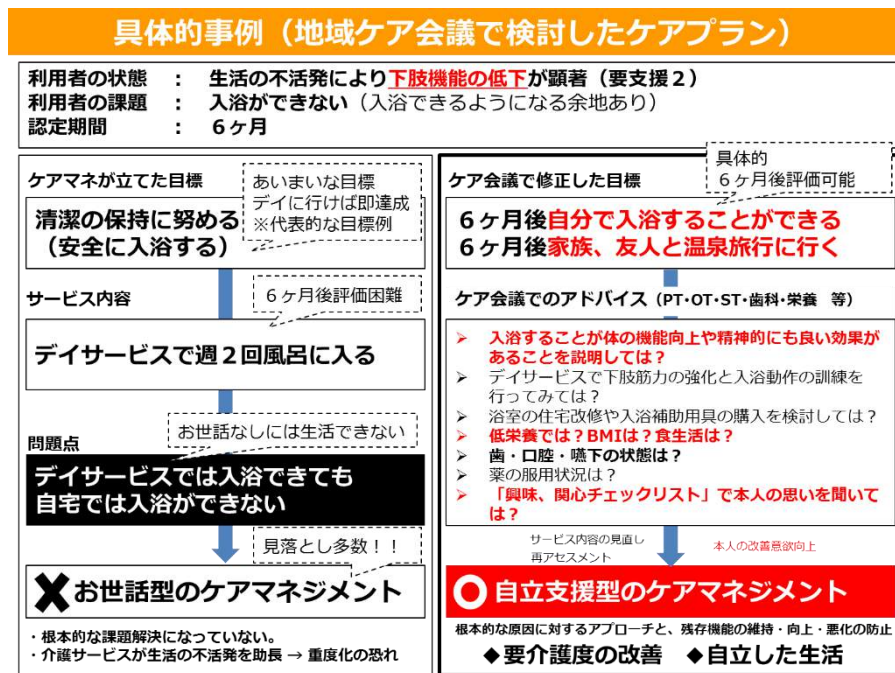 具体的事例（地域ケア会議で検討したケアプラン）
利用者の状態　：　生活の不活発により下肢機能の低下が顕著（要支援２）
利用者の課題　：　入浴ができない（入浴できるようになる余地あり）
認定期間　：　６ヶ月
ケアマネが立てた目標
あいまいな目標
デイに行けば即達成
※代表的な目標例
清潔の保持に努める
（安全に入浴する）
サービス内容
６ヶ月後評価困難
デイサービスで週２回風呂に入る
お世話なしには生活できない
問題点
デイサービスでは入浴できても
自宅では入浴ができない
見落とし多数！！
✖お世話型のケアマネジメント
・根本的な課題解決になっていない。
・介護サービスが生活の不活発を助長 → 重度化の恐れ
ケア会議で修正した目標
具体的
６ヶ月後評価可能
６ヶ月後自分で入浴することができる
６ヶ月後家族、友人と温泉旅行に行く
ケア会議でのアドバイス（PT・OT・ST・歯科・栄養　等）
➢ 入浴することが体の機能向上や精神的にも良い効果が
あることを説明しては？
➢ デイサービスで下肢筋力の強化と入浴動作の訓練を
行ってみては？
➢ 浴室の住宅改修や入浴補助用具の購入を検討しては？
➢ 低栄養では？BMIは？食生活は？
➢ 歯・口腔・嚥下の状態は？
➢ 薬の服用状況は？
➢ 「興味、関心チェックリスト」で本人の思いを聞いて
は？
サービス内容の見直し
再アセスメント
本人の改善意欲向上
○自立支援型のケアマネジメント
根本的な原因に対するアプローチと、残存機能の維持・向上・悪化の防止
◆要介護度の改善　◆自立した生活